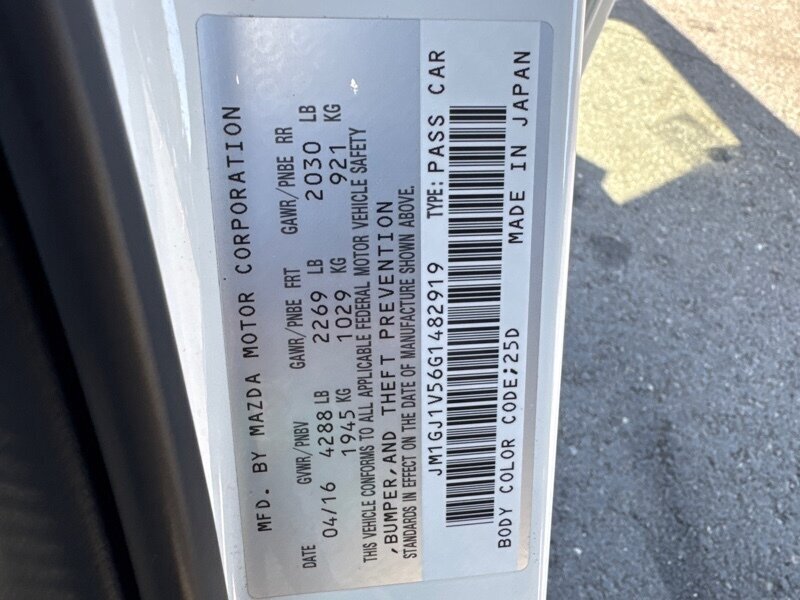 MFD. BY MAZDA MOTOR CORPORATION
DATE GVWR/PNBV GAWR/PNBE FRT GAWR/PNBE RR
04/16 4288 LB 2269 LB 2030 LB
1945 KG 1029 KG 921 KG
THIS VEHICLE CONFORMS TO ALL APPLICABLE FEDERAL MOTOR VEHICLE SAFETY
,BUMPER,AND THEFT PREVENTION
STANDARDS IN EFFECT ON THE DATE OF MANUFACTURE SHOWN ABOVE.
JM1GJ1V56G1482919 TYPE: PASS CAR
BODY COLOR CODE;25D MADE IN JAPAN